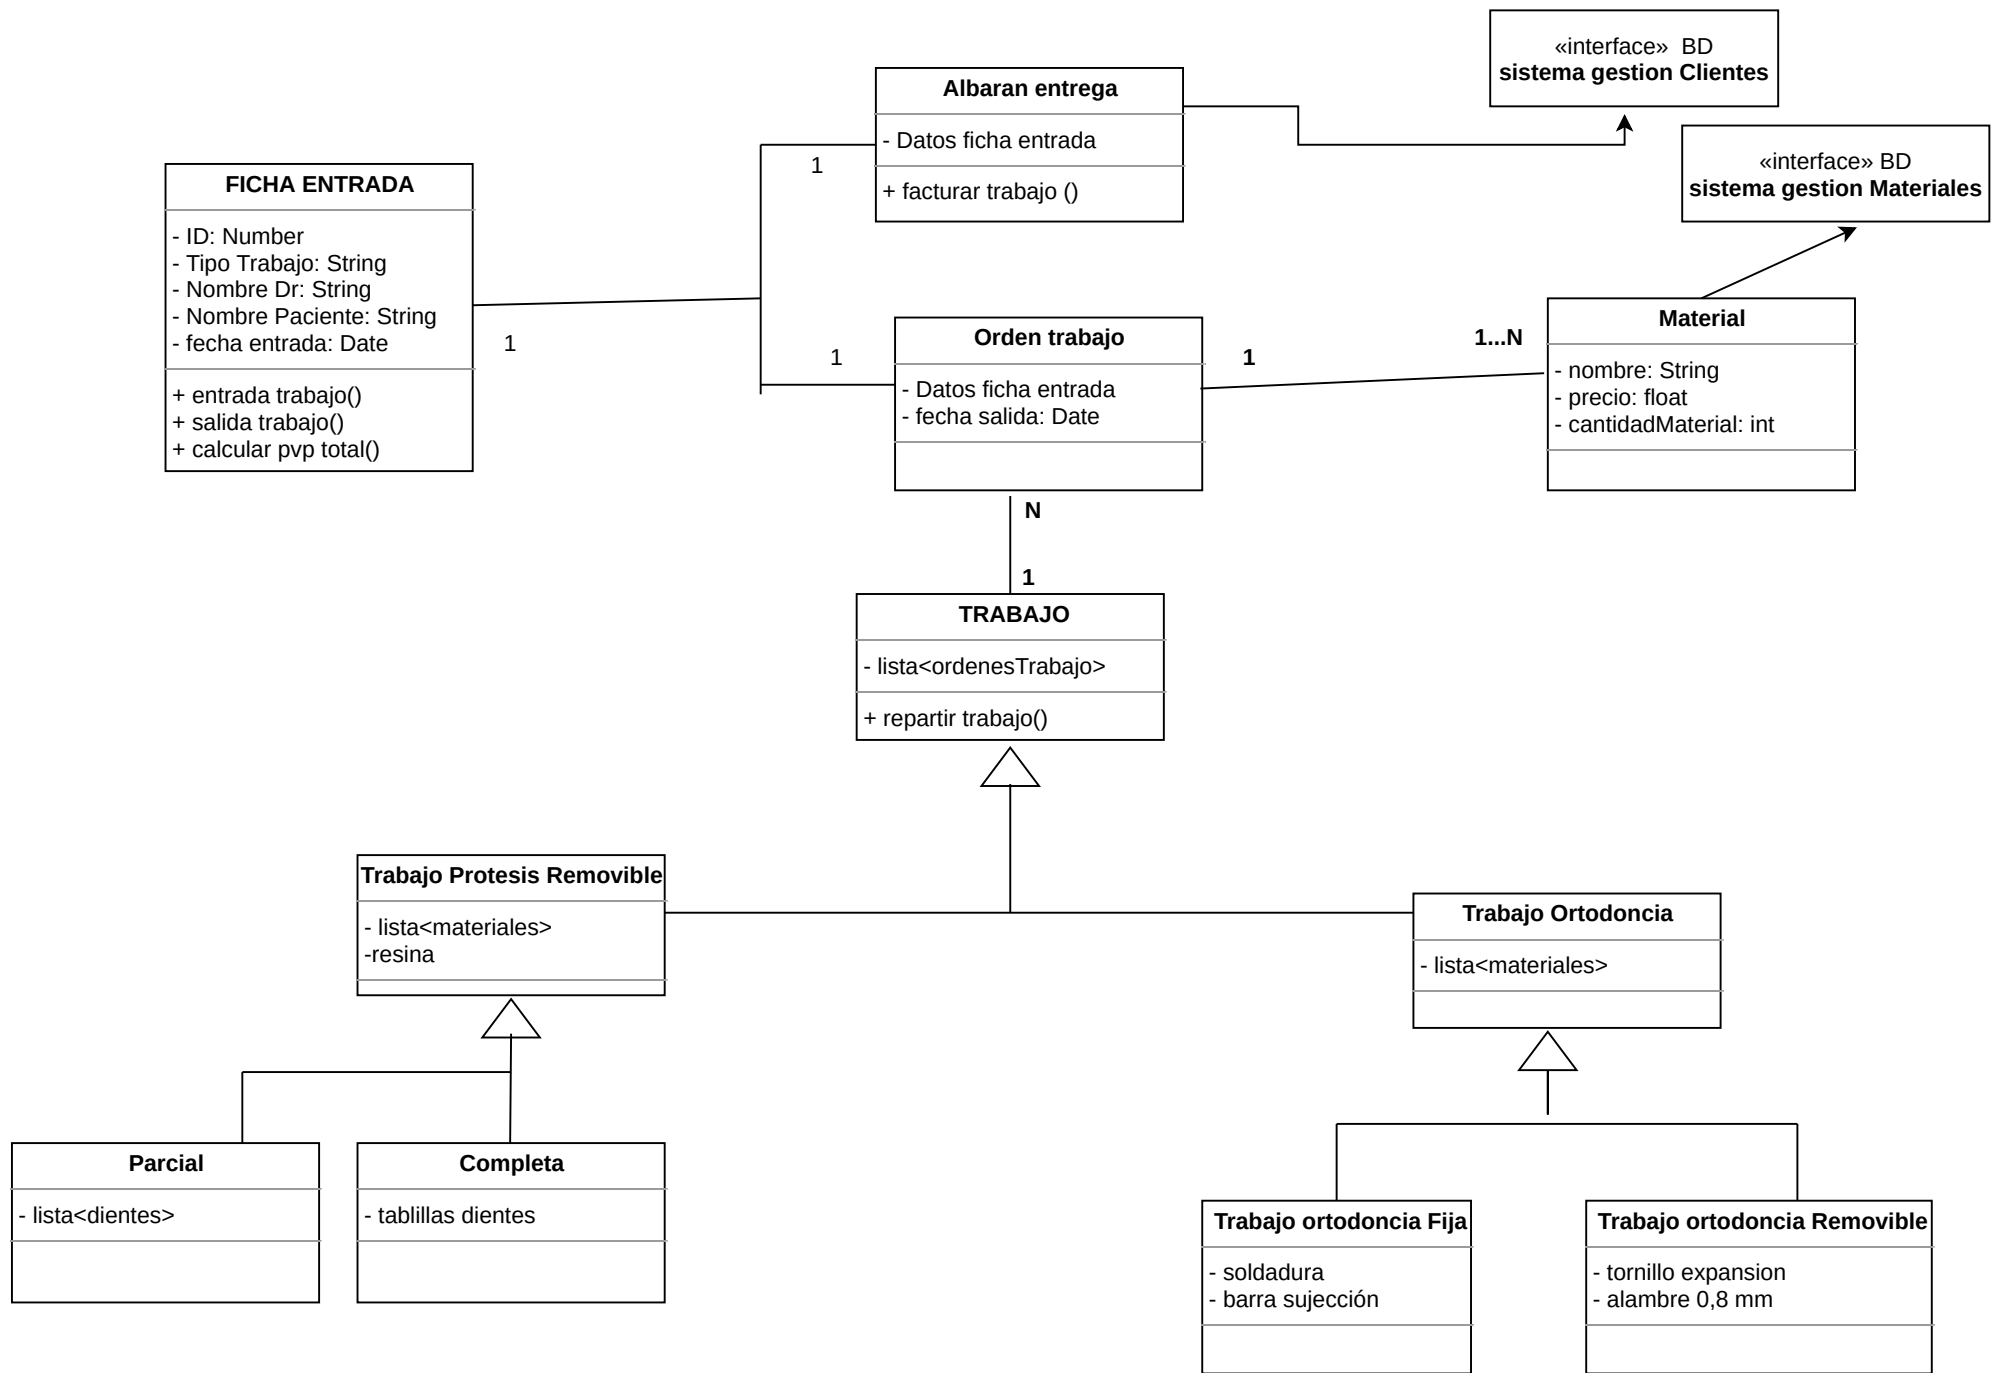 «interface»  BD
sistema gestion Clientes
Albaran entrega
- Datos ficha entrada
+ facturar trabajo ()
«interface» BD
sistema gestion Materiales
1
FICHA ENTRADA
- ID: Number
- Tipo Trabajo: String
- Nombre Dr: String
- Nombre Paciente: String
- fecha entrada: Date
+ entrada trabajo()
+ salida trabajo()
+ calcular pvp total()
1
1
Orden trabajo
- Datos ficha entrada
- fecha salida: Date
1
1...N
Material
- nombre: String
- precio: float
- cantidadMaterial: int
N
1
TRABAJO
- lista<ordenesTrabajo>
+ repartir trabajo()
Trabajo Protesis Removible
- lista<materiales>
-resina
Trabajo Ortodoncia
- lista<materiales>
Parcial
- lista<dientes>
Completa
- tablillas dientes
Trabajo ortodoncia Fija
- soldadura
- barra sujección
Trabajo ortodoncia Removible
- tornillo expansion
- alambre 0,8 mm